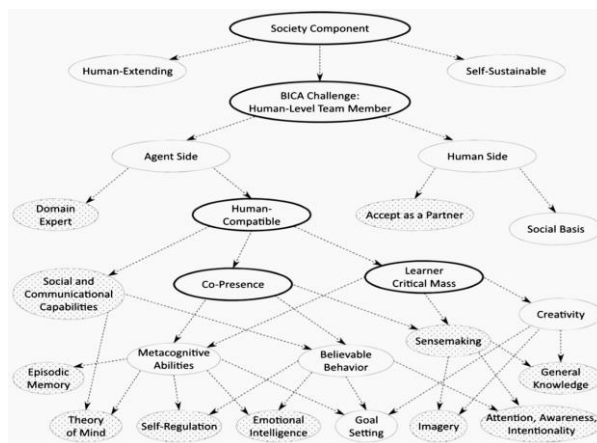 Society Component
Human-Extending
Self-Sustainable
BICA Challenge:
Human-Level Team Member
Agent Side
Human Side
Domain
Expert
Human-
Compatible
Accept as a Partner
Social Basis
Social and
Communicational
Capabilities
Co-Presence
Learner
Critical Mass
Creativity
Metacognitive
Abilities
Believable
Behavior
Sensemaking
Episodic
Memory
General
Knowledge
Theory
of Mind
Self-Regulation
Emotional
Intelligence
Goal
Setting
Imagery
Attention, Awareness,
Intentionality